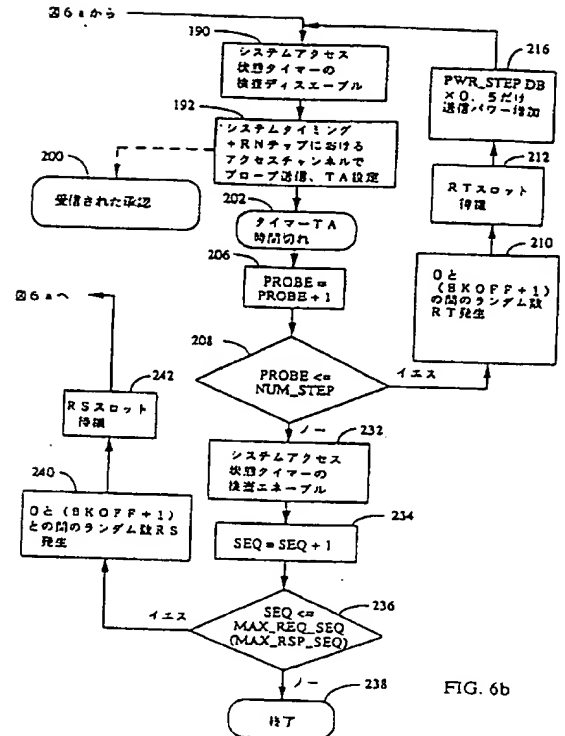 図6aから
190
システムアクセス
状態タイマーの
検査ディスエーブル
192
システムタイミング
+RNチップにおける
アクセスチャンネルで
プローブ送信、TA設定
200
受信された承認
202
タイマーTA
時間切れ
206
PROBE =
PROBE + 1
208
PROBE <=
NUM_STEP
イエス
210
0と
(BKOFF+1)
の間のランダム数
RT発生
212
RTスロット
待機
216
PWR_STEP DB
×0.5だけ
送信パワー増加
ノー
232
システムアクセス
状態タイマーの
検査エネーブル
234
SEQ = SEQ + 1
236
SEQ <=
MAX_REQ_SEQ
(MAX_RSP_SEQ)
イエス
240
0と(BKOFF+1)
との間のランダム数RS
発生
242
RSスロット
待機
図6aへ
ノー
238
終了
FIG. 6b